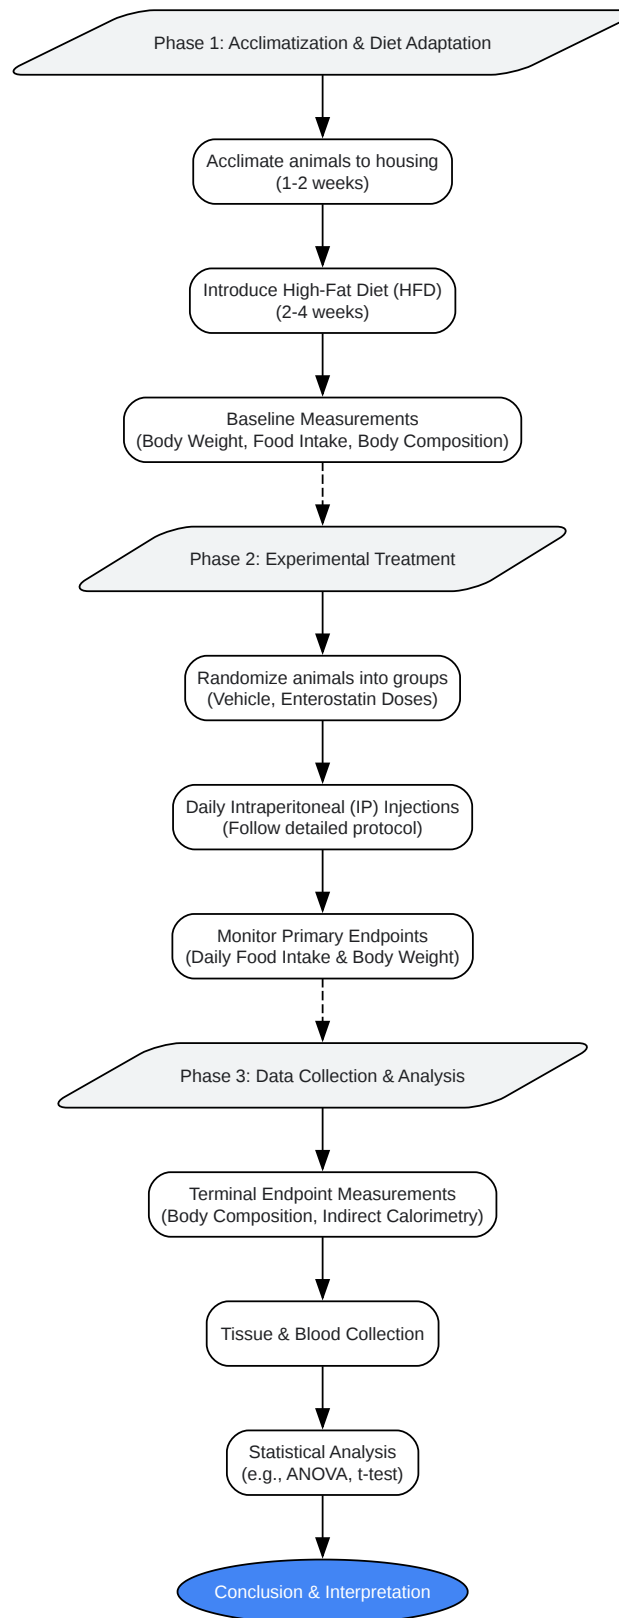 Phase 1: Acclimatization & Diet Adaptation
Acclimate animals to housing
(1-2 weeks)
Introduce High-Fat Diet (HFD)
(2-4 weeks)
Baseline Measurements
(Body Weight, Food Intake, Body Composition)
Phase 2: Experimental Treatment
Randomize animals into groups
(Vehicle, Enterostatin Doses)
Daily Intraperitoneal (IP) Injections
(Follow detailed protocol)
Monitor Primary Endpoints
(Daily Food Intake & Body Weight)
Phase 3: Data Collection & Analysis
Terminal Endpoint Measurements
(Body Composition, Indirect Calorimetry)
Tissue & Blood Collection
Statistical Analysis
(e.g., ANOVA, t-test)
Conclusion & Interpretation